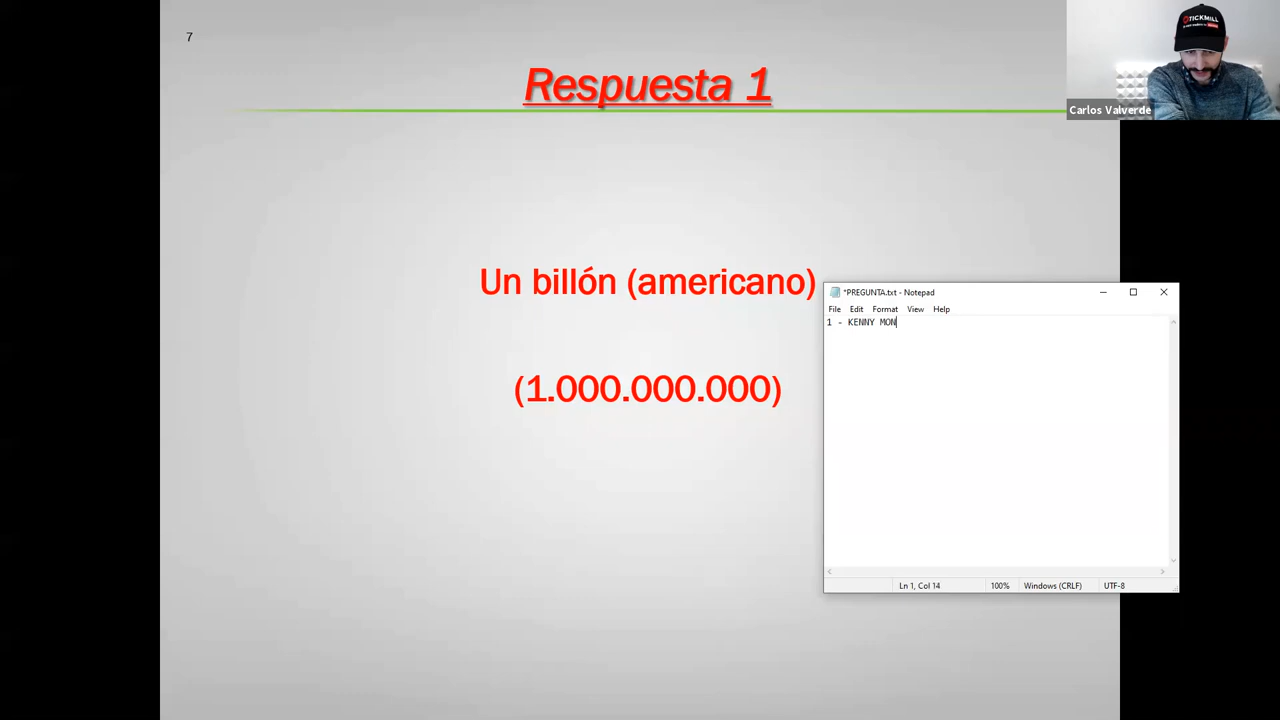 7
Respuesta 1
Un billón (americano)
(1.000.000.000)
TICKMILL
Carlos Valverde
*PREGUNTA.txt - Notepad
File Edit Format View Help
1 - KENNY MON
Ln 1, Col 14 100% Windows (CRLF) UTF-8